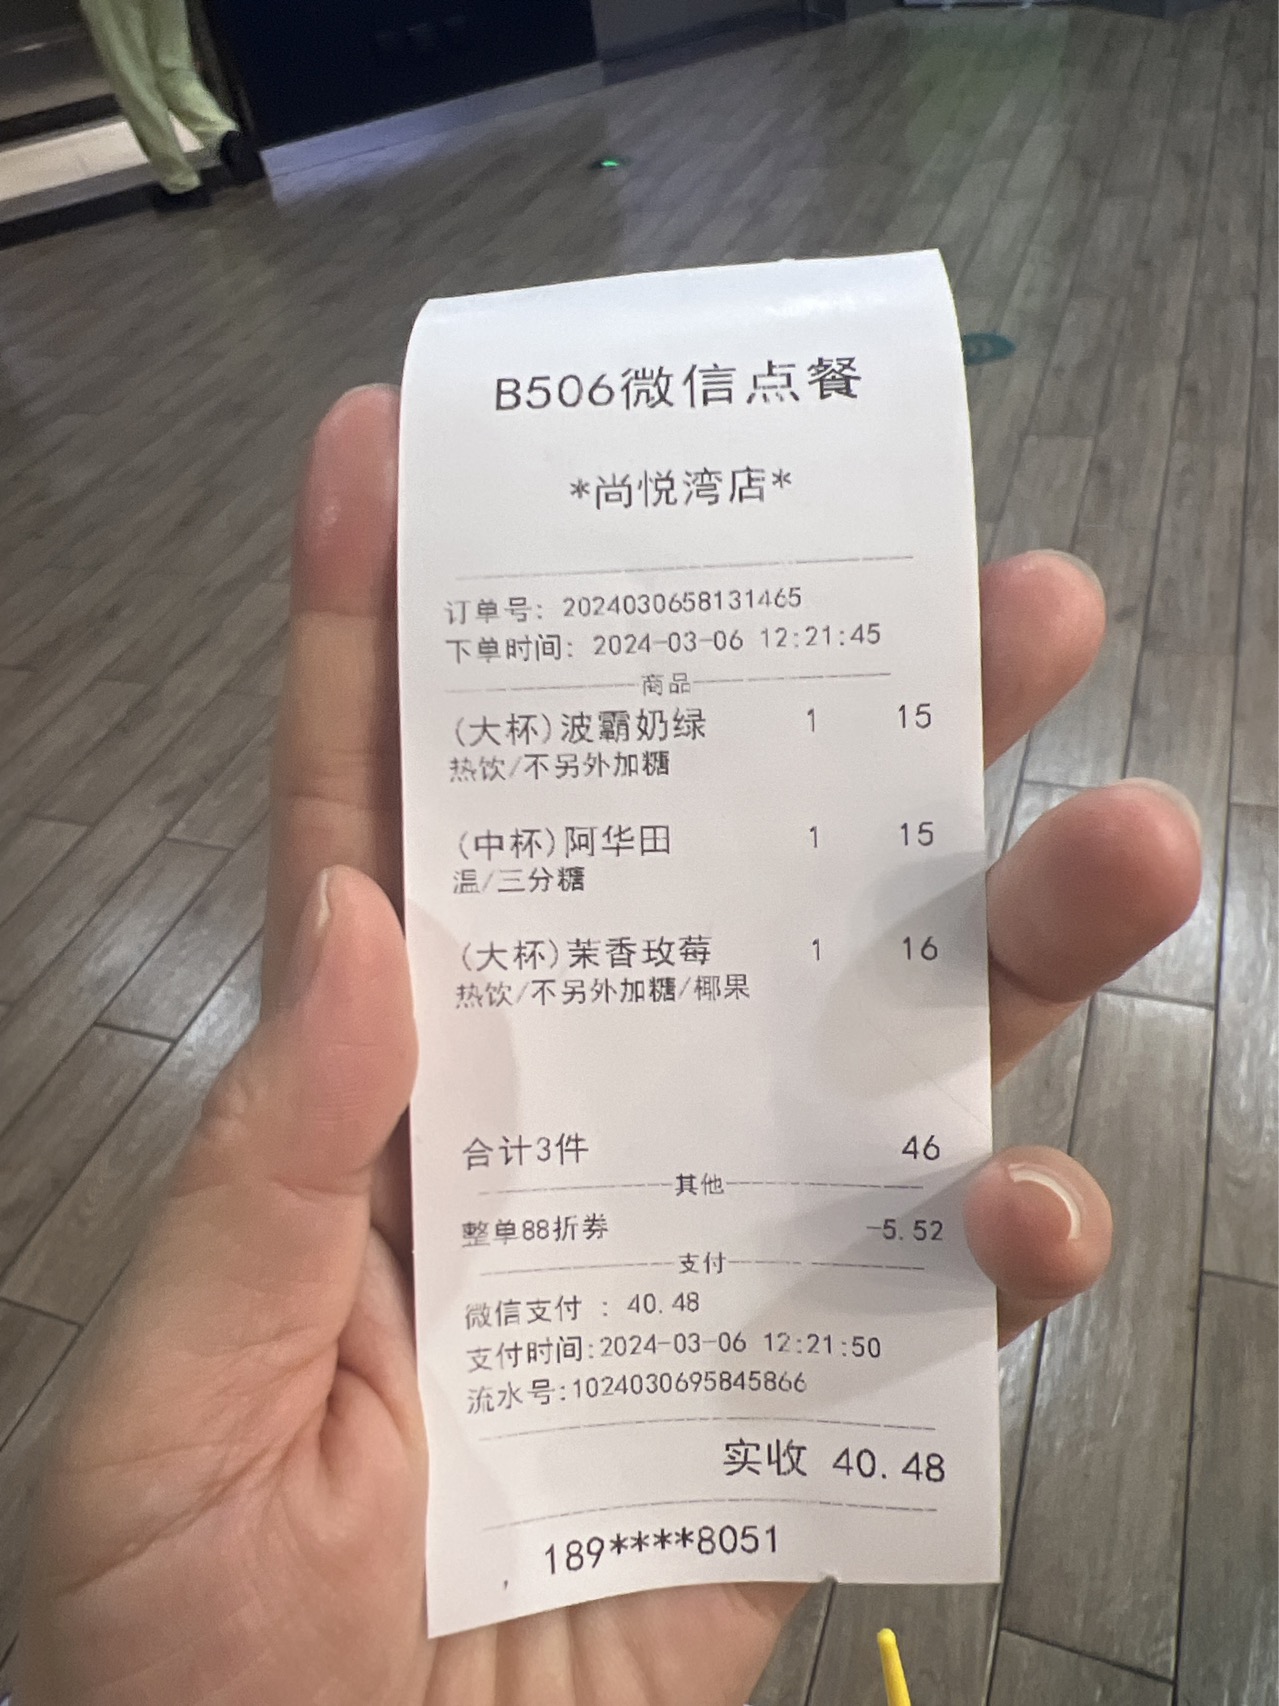 B506微信点餐
*尚悦湾店*
订单号: 2024030658131465
下单时间: 2024-03-06 12:21:45
商品
(大杯)波霸奶绿 1 15
热饮/不另外加糖
(中杯)阿华田 1 15
温/三分糖
(大杯)茉香玫莓 1 16
热饮/不另外加糖/椰果
合计3件 46
其他
整单88折券 -5.52
支付
微信支付 : 40.48
支付时间:2024-03-06 12:21:50
流水号:1024030695845866
实收 40.48
189****8051